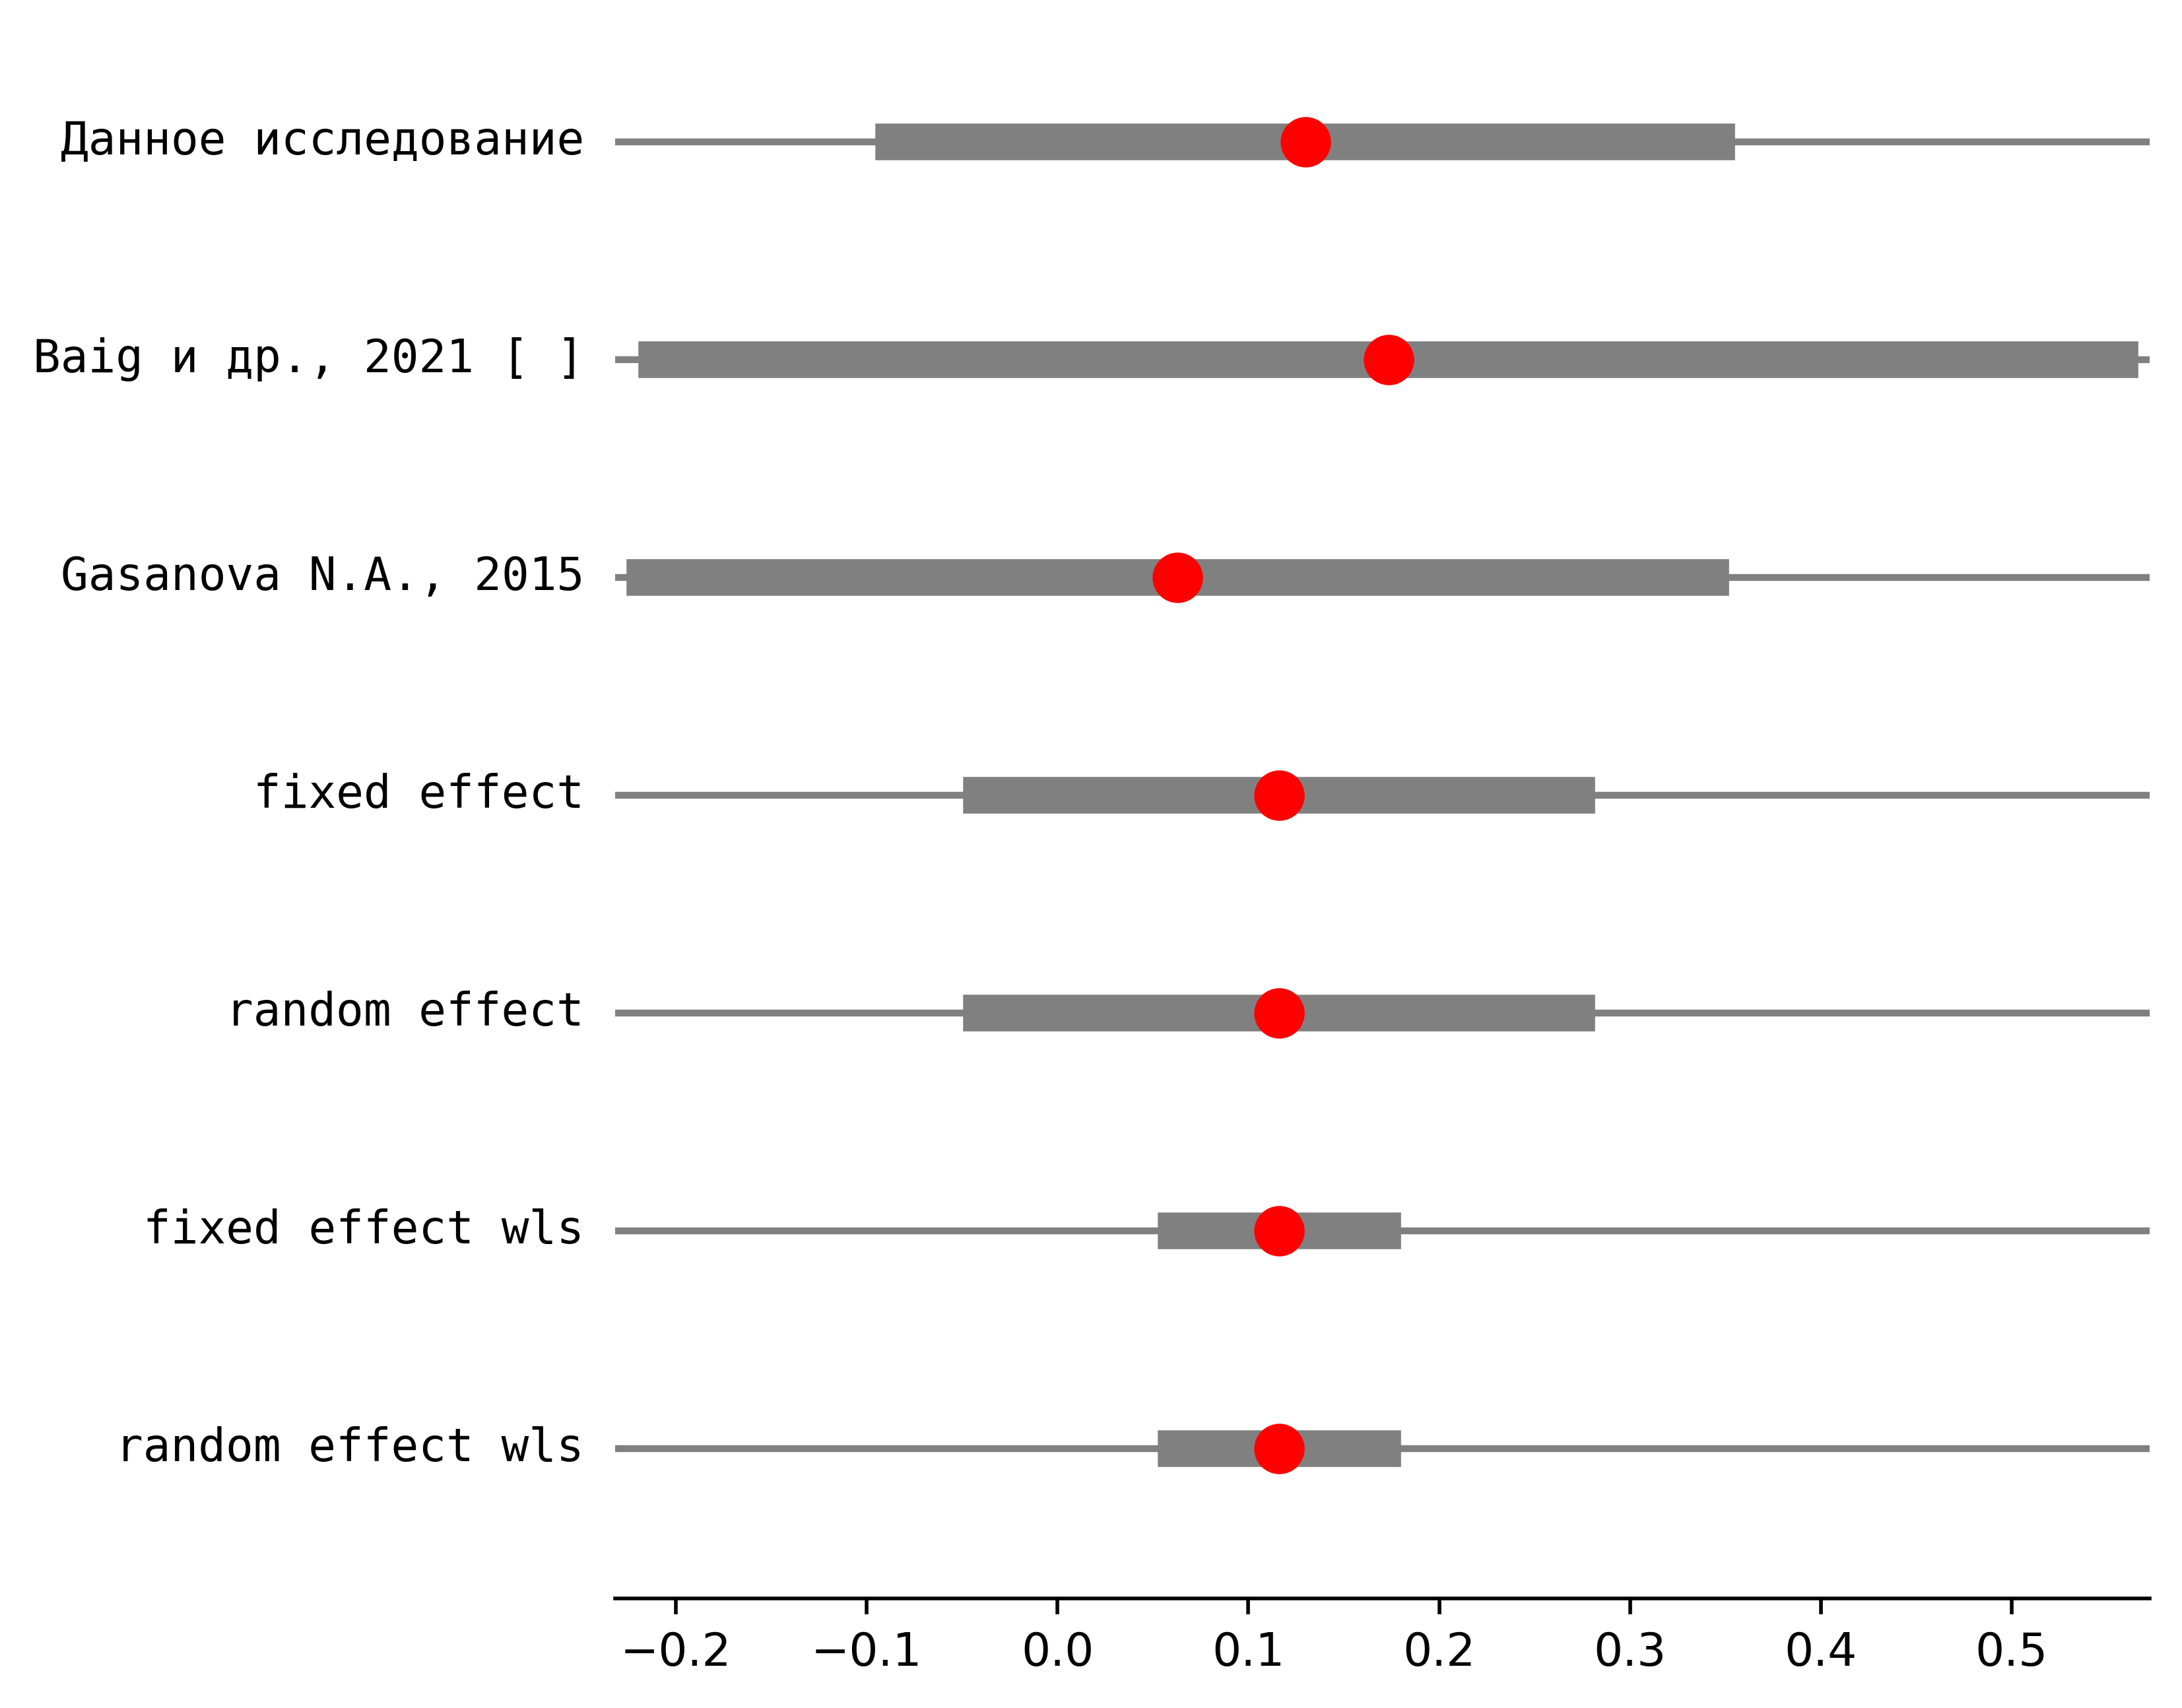 Данное исследование
Baig и др., 2021 [ ]
Gasanova N.A., 2015
fixed effect
random effect
fixed effect wls
random effect wls
−0.2 −0.1 0.0 0.1 0.2 0.3 0.4 0.5